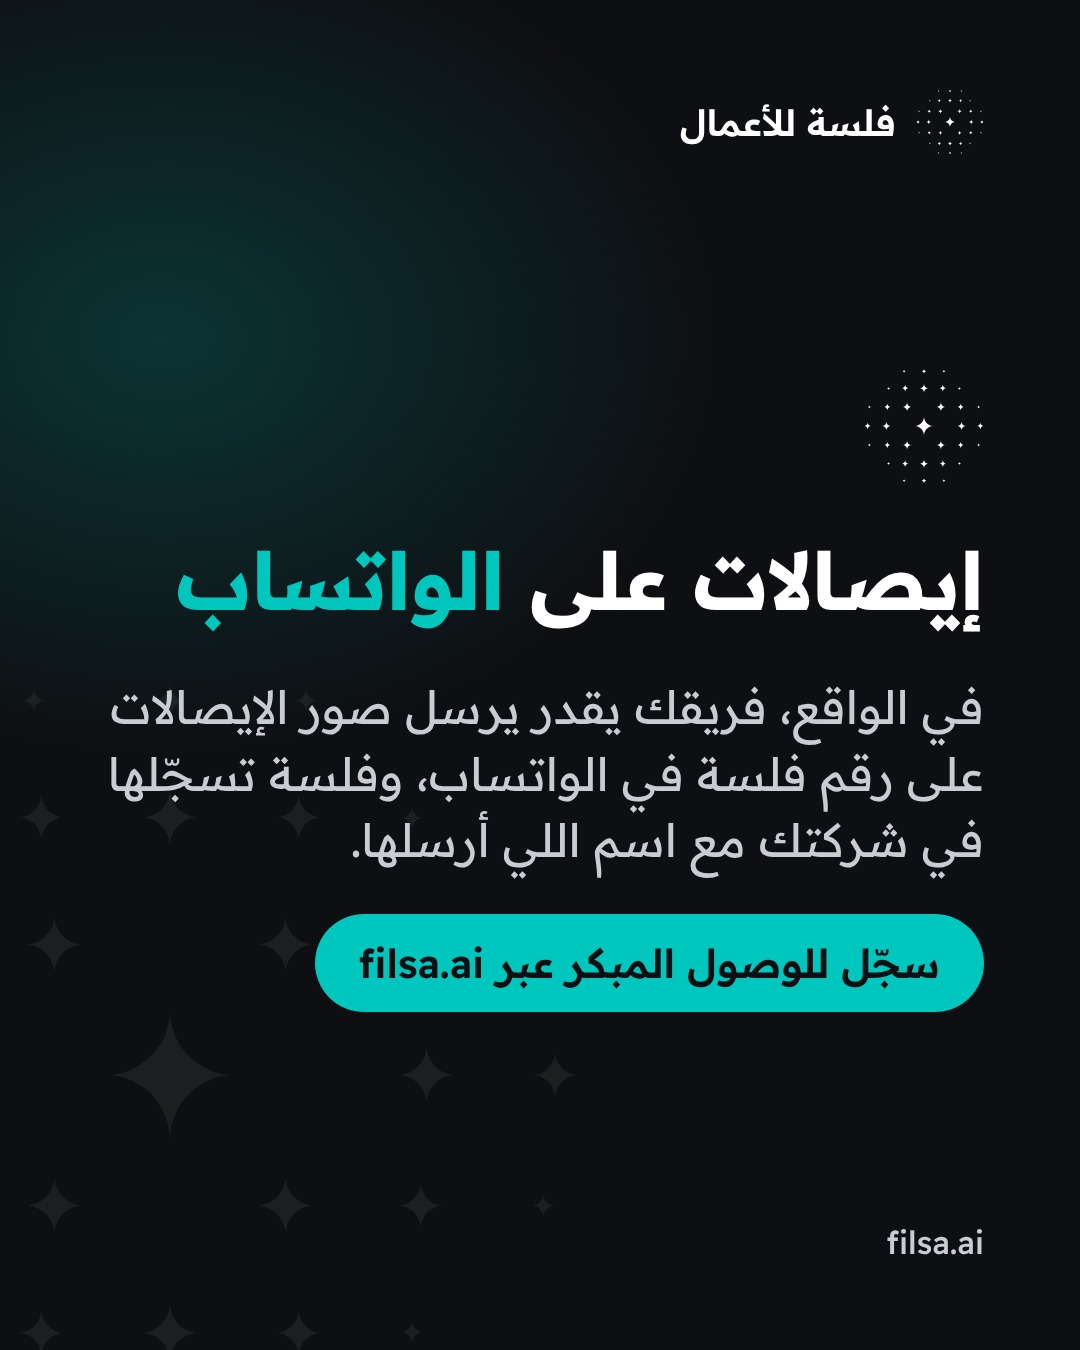 فلسة للأعمال
إيصالات على الواتساب
في الواقع، فريقك يقدر يرسل صور الإيصالات
على رقم فلسة في الواتساب، وفلسة تسجّلها
في شركتك مع اسم اللي أرسلها.
سجّل للوصول المبكر عبر filsa.ai
filsa.ai